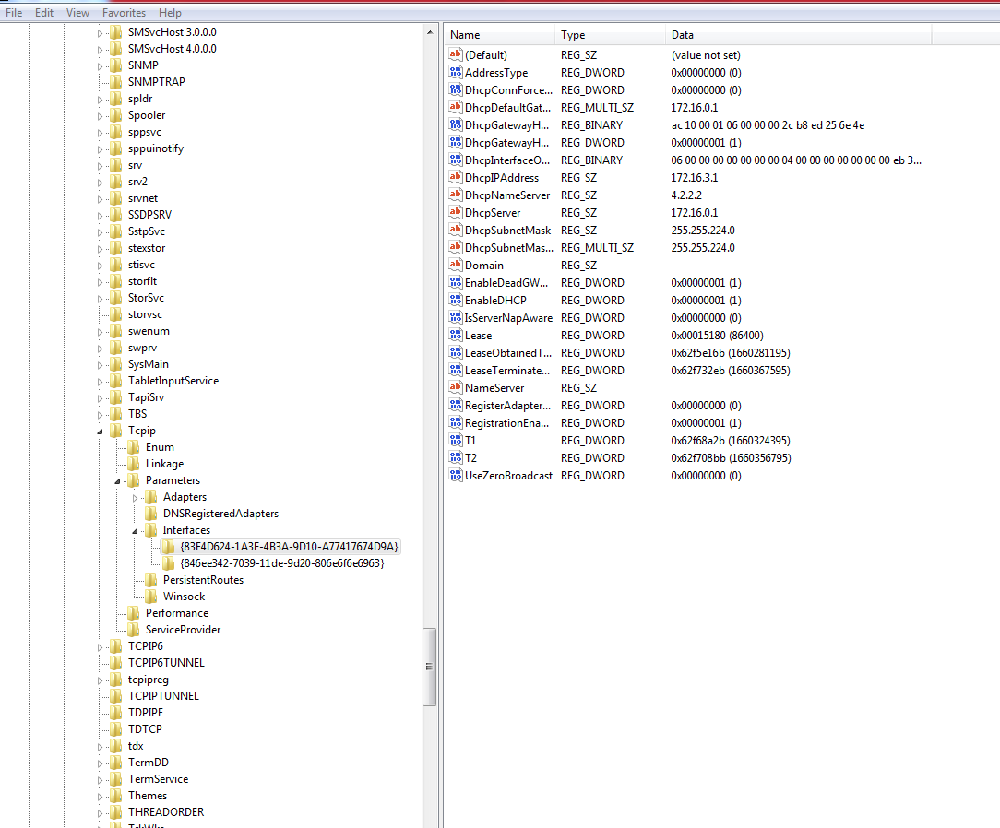 File Edit View Favorites Help
SMSvcHost 3.0.0.0
SMSvcHost 4.0.0.0
SNMP
SNMPTRAP
spldr
Spooler
sppsvc
sppuinotify
srv
srv2
srvnet
SSDPSRV
SstpSvc
stexstor
stisvc
storflt
StorSvc
storvsc
swenum
swprv
SysMain
TabletInputService
TapiSrv
TBS
Tcpip
Enum
Linkage
Parameters
Adapters
DNSRegisteredAdapters
Interfaces
{83E4D624-1A3F-4B3A-9D10-A77417674D9A}
{846ee342-7039-11de-9d20-806e6f6e6963}
PersistentRoutes
Winsock
Performance
ServiceProvider
TCPIP6
TCPIP6TUNNEL
tcpipreg
TCPIPTUNNEL
TDPIPE
TDTCP
tdx
TermDD
TermService
Themes
THREADORDER
Name Type Data
(Default) REG_SZ (value not set)
AddressType REG_DWORD 0x00000000 (0)
DhcpConnForce... REG_DWORD 0x00000000 (0)
DhcpDefaultGat... REG_MULTI_SZ 172.16.0.1
DhcpGatewayH... REG_BINARY ac 10 00 01 06 00 00 00 2c b8 ed 25 6e 4e
DhcpGatewayH... REG_DWORD 0x00000001 (1)
DhcpInterfaceO... REG_BINARY 06 00 00 00 00 00 00 00 04 00 00 00 00 00 00 00 eb 3...
DhcpIPAddress REG_SZ 172.16.3.1
DhcpNameServer REG_SZ 4.2.2.2
DhcpServer REG_SZ 172.16.0.1
DhcpSubnetMask REG_SZ 255.255.224.0
DhcpSubnetMas... REG_MULTI_SZ 255.255.224.0
Domain REG_SZ
EnableDeadGW... REG_DWORD 0x00000001 (1)
EnableDHCP REG_DWORD 0x00000001 (1)
IsServerNapAware REG_DWORD 0x00000000 (0)
Lease REG_DWORD 0x00015180 (86400)
LeaseObtainedT... REG_DWORD 0x62f5e16b (1660281195)
LeaseTerminate... REG_DWORD 0x62f732eb (1660367595)
NameServer REG_SZ
RegisterAdapter... REG_DWORD 0x00000000 (0)
RegistrationEna... REG_DWORD 0x00000001 (1)
T1 REG_DWORD 0x62f68a2b (1660324395)
T2 REG_DWORD 0x62f708bb (1660356795)
UseZeroBroadcast REG_DWORD 0x00000000 (0)